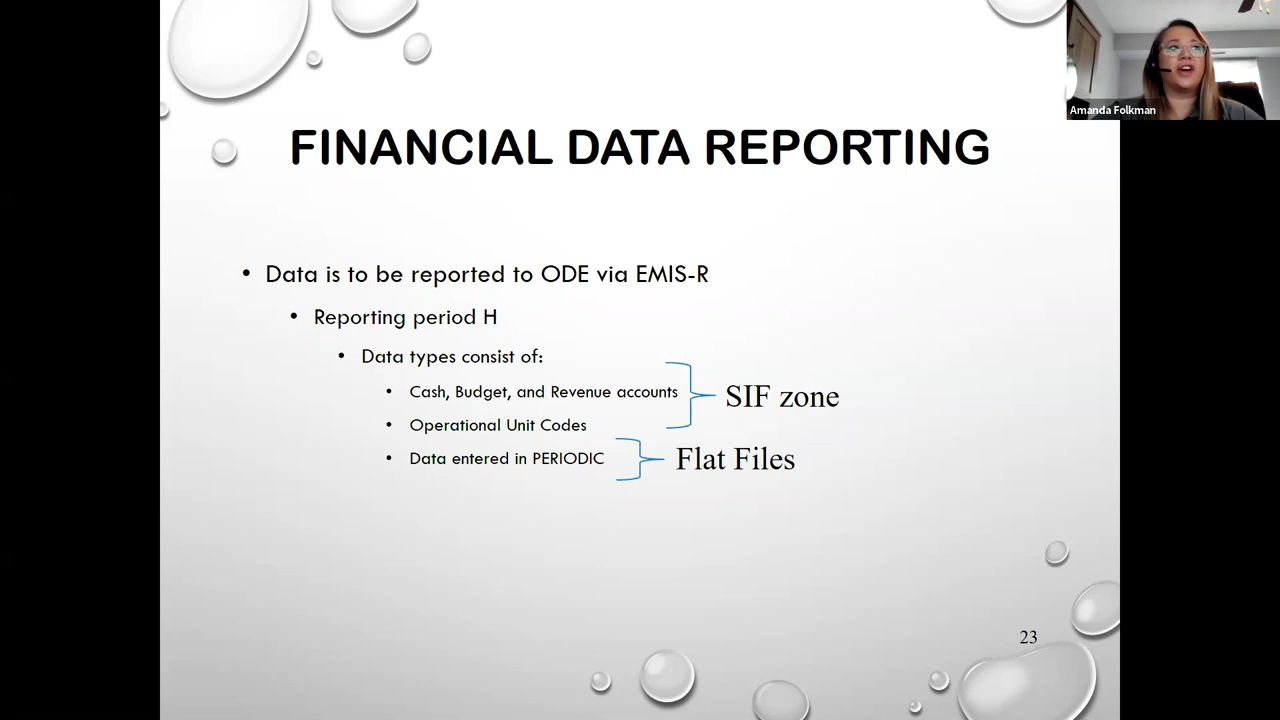 Amanda Folkman
FINANCIAL DATA REPORTING
• Data is to be reported to ODE via EMIS-R
• Reporting period H
• Data types consist of:
• Cash, Budget, and Revenue accounts
SIF zone
• Operational Unit Codes
• Data entered in PERIODIC
Flat Files
23